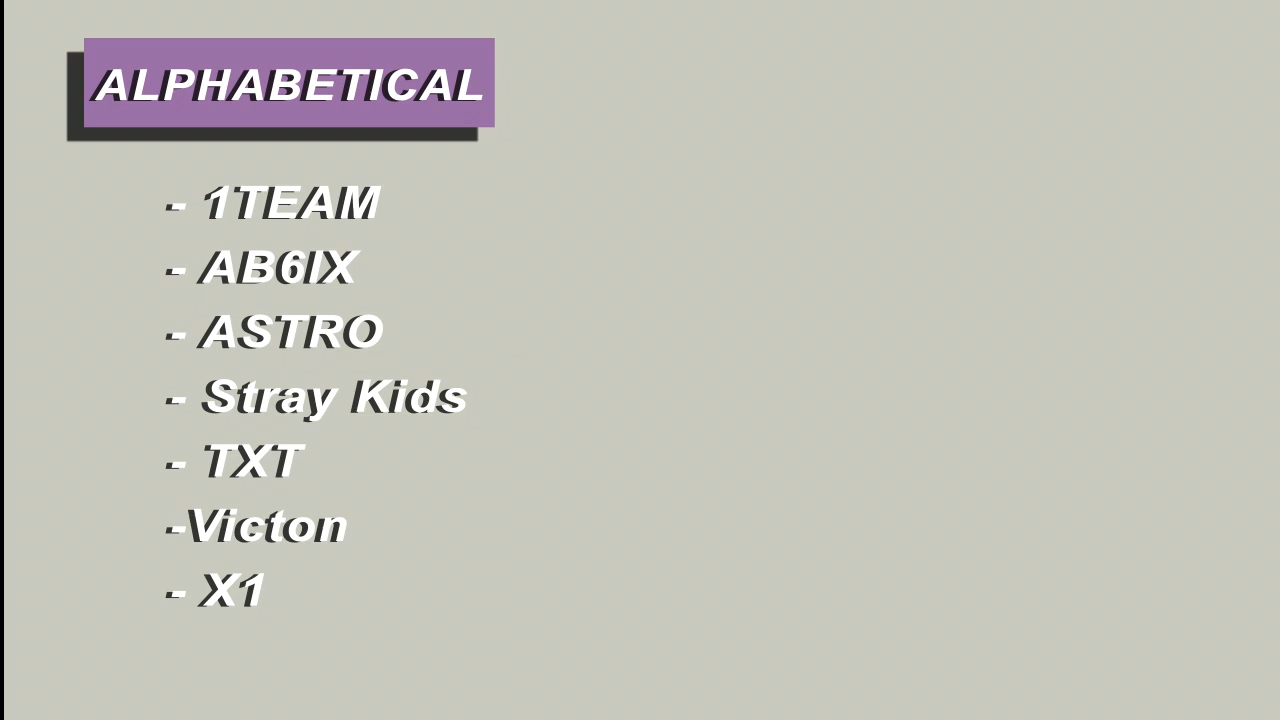 ALPHABETICAL
- 1TEAM
- AB6IX
- ASTRO
- Stray Kids
- TXT
-Victon
- X1